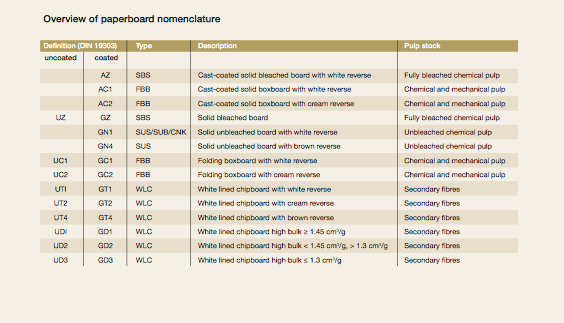 Overview of paperboard nomenclature
Definition (DIN 19303) Type Description Pulp stock
uncoated coated
AZ SBS Cast-coated solid bleached board with white reverse Fully bleached chemical pulp
AC1 FBB Cast-coated solid boxboard with white reverse Chemical and mechanical pulp
AC2 FBB Cast-coated solid boxboard with cream reverse Chemical and mechanical pulp
UZ GZ SBS Solid bleached board Fully bleached chemical pulp
GN1 SUS/SUB/CNK Solid unbleached board with white reverse Unbleached chemical pulp
GN4 SUS Solid unbleached board with brown reverse Unbleached chemical pulp
UC1 GC1 FBB Folding boxboard with white reverse Chemical and mechanical pulp
UC2 GC2 FBB Folding boxboard with cream reverse Chemical and mechanical pulp
UTI GT1 WLC White lined chipboard with white reverse Secondary fibres
UT2 GT2 WLC White lined chipboard with cream reverse Secondary fibres
UT4 GT4 WLC White lined chipboard with brown reverse Secondary fibres
UDI GD1 WLC White lined chipboard high bulk ≥ 1.45 cm³/g Secondary fibres
UD2 GD2 WLC White lined chipboard high bulk < 1.45 cm³/g, > 1.3 cm³/g Secondary fibres
UD3 GD3 WLC White lined chipboard high bulk ≤ 1.3 cm³/g Secondary fibres